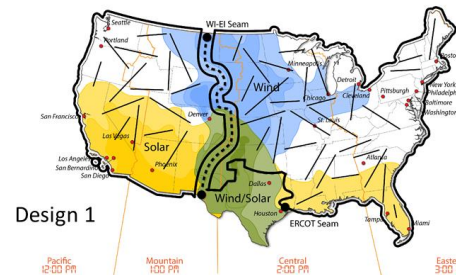 Seattle
WI-EI Seam
Portland
Boston
Minneapolis
Detroit
New York
Philadelphia
Pittsburgh
Baltimore
Washington
Cleveland
Chicago
Wind
San Francisco
Denver
St. Louis
Las Vegas
Solar
Los Angeles
San Bernardino
San Diego
Phoenix
Atlanta
Dallas
Wind/Solar
Houston
Tampa
Miami
ERCOT Seam
Design 1
Pacific
Mountain
Central
Easte
12:00 PM
1:00 PM
2:00 PM
3:00